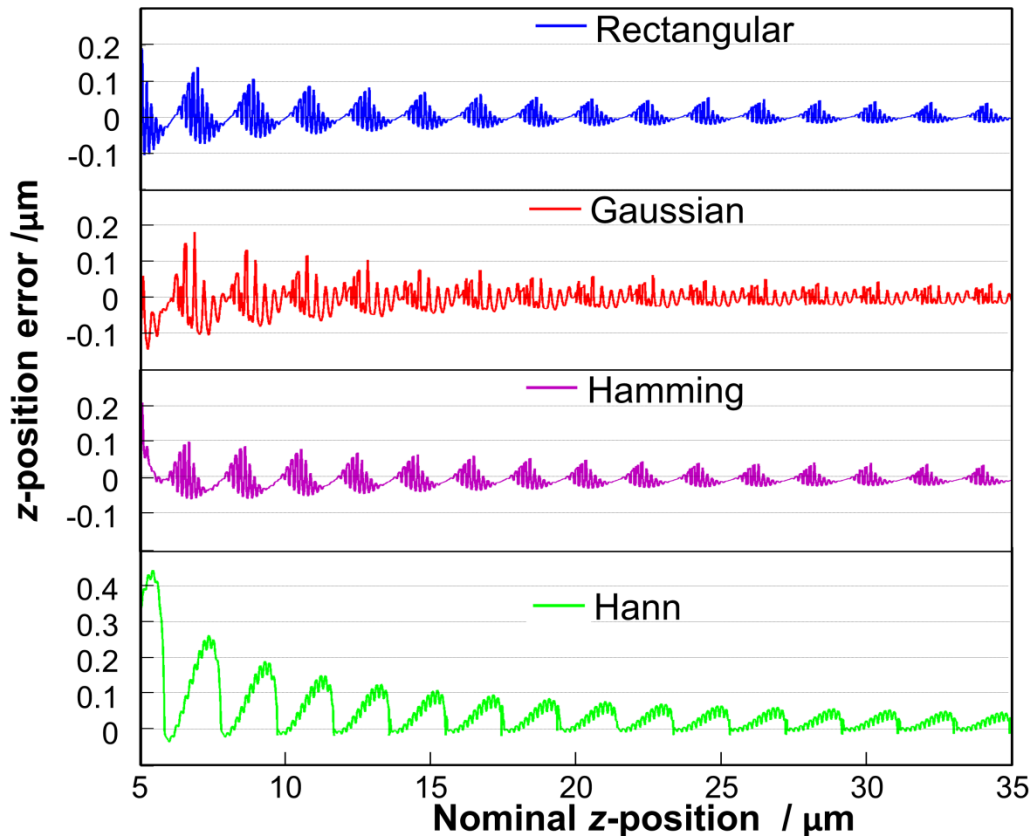 Rectangular
0.2
0.1
0
-0.1
Gaussian
0.2
0.1
0
-0.1
Hamming
0.2
0.1
0
-0.1
Hann
0.4
0.3
0.2
0.1
0
z-position error /µm
5 10 15 20 25 30 35
Nominal z-position / µm